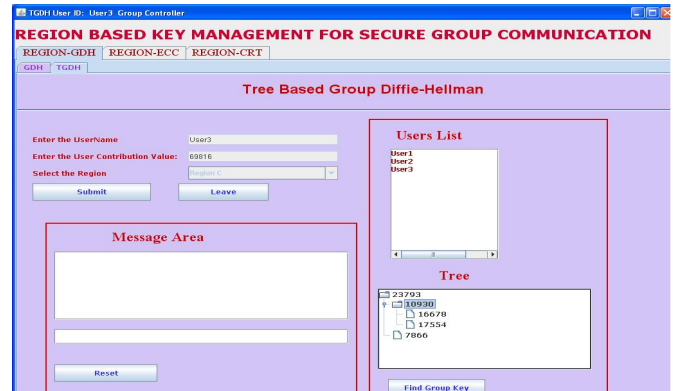 TGDH User ID: User3 Group Controller
REGION BASED KEY MANAGEMENT FOR SECURE GROUP COMMUNICATION
REGION-GDH REGION-ECC REGION-CRT
GDH TGDH
Tree Based Group Diffie-Hellman
Enter the UserName User3
Enter the User Contribution Value: 69816
Select the Region Region C
Submit Leave
Message Area
Reset
Users List
User1
User2
User3
Tree
23793
10930
16678
17554
7866
Find Group Key